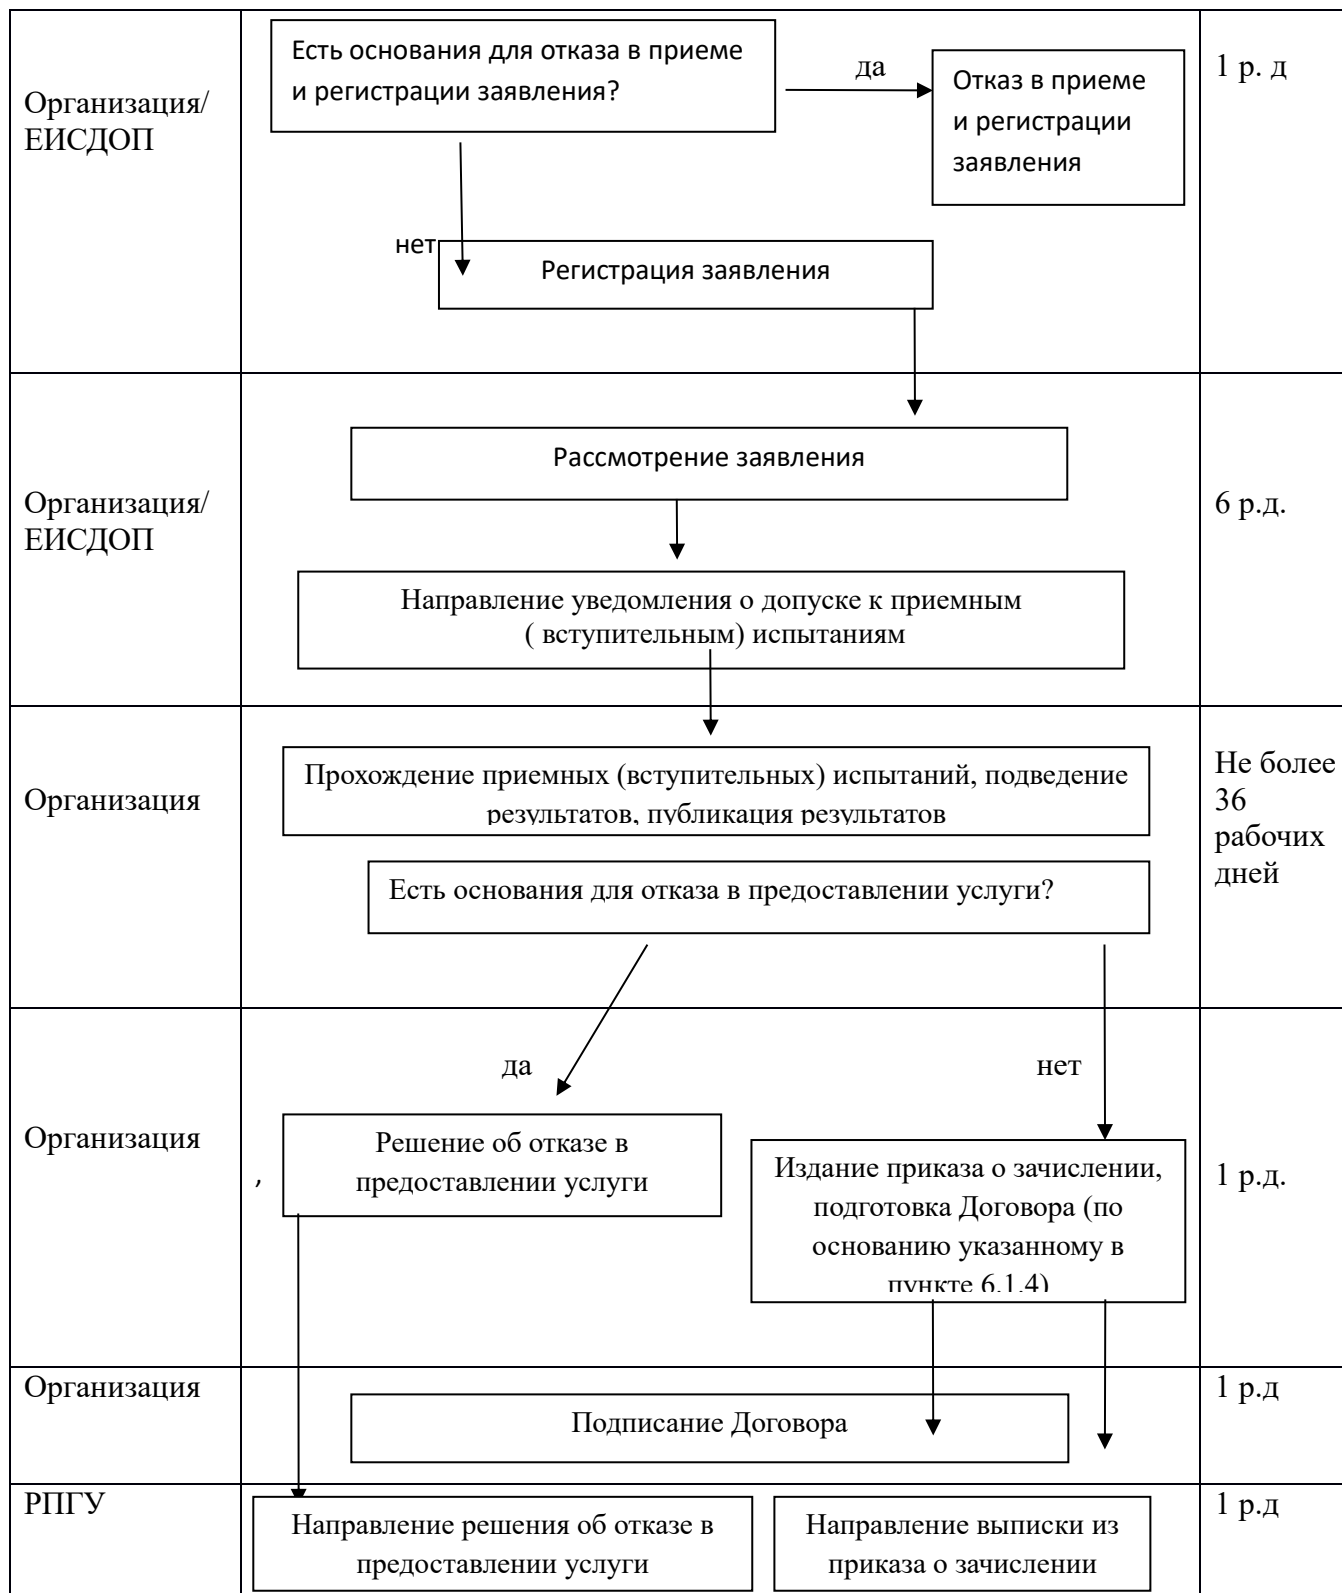 Организация/
ЕИСДОП
Есть основания для отказа в приеме
и регистрации заявления?
да
Отказ в приеме
и регистрации
заявления
1 р. д
нет
Регистрация заявления
Организация/
ЕИСДОП
Рассмотрение заявления
6 р.д.
Направление уведомления о допуске к приемным
( вступительным) испытаниям
Организация
Прохождение приемных (вступительных) испытаний, подведение
результатов, публикация результатов
Не более
36
рабочих
дней
Есть основания для отказа в предоставлении услуги?
да
нет
Организация
,
Решение об отказе в
предоставлении услуги
Издание приказа о зачислении,
подготовка Договора (по
основанию указанному в
пункте 6.1.4)
1 р.д.
Организация
Подписание Договора
1 р.д
РПГУ
Направление решения об отказе в
предоставлении услуги
Направление выписки из
приказа о зачислении
1 р.д